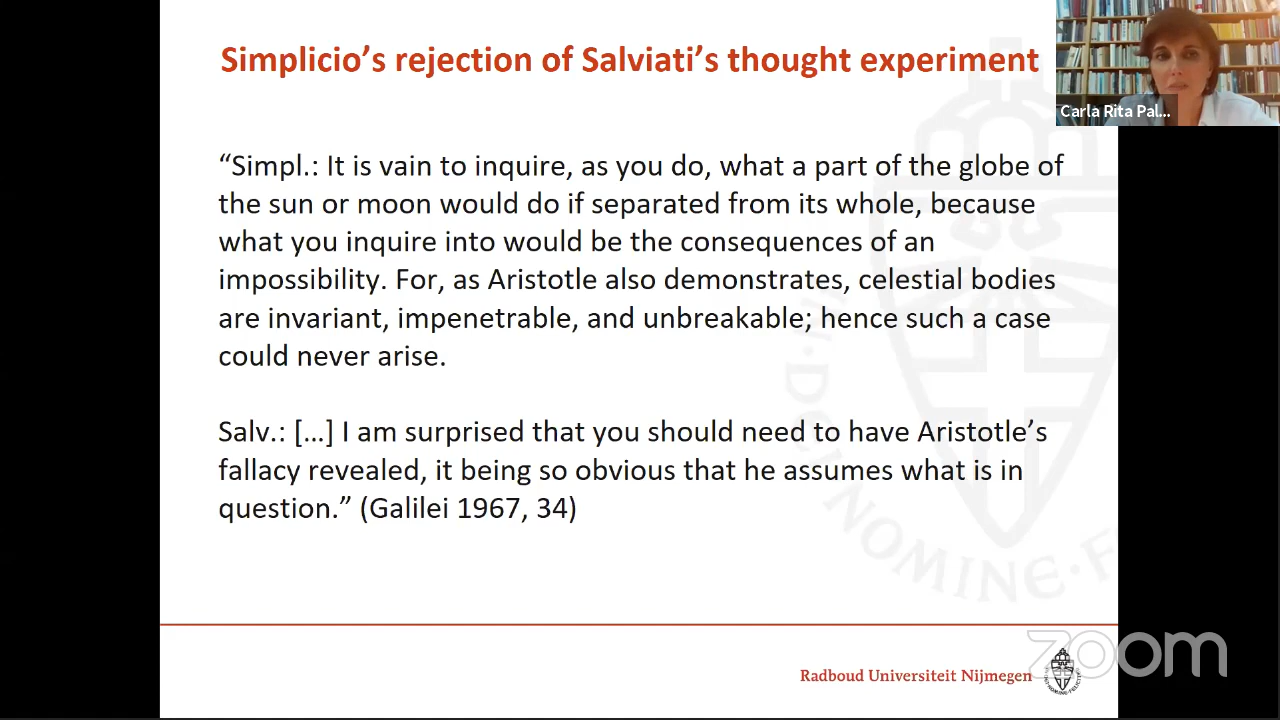 Simplicio’s rejection of Salviati’s thought experiment
Carla Rita Pal...
“Simpl.: It is vain to inquire, as you do, what a part of the globe of
the sun or moon would do if separated from its whole, because
what you inquire into would be the consequences of an
impossibility. For, as Aristotle also demonstrates, celestial bodies
are invariant, impenetrable, and unbreakable; hence such a case
could never arise.
Salv.: […] I am surprised that you should need to have Aristotle’s
fallacy revealed, it being so obvious that he assumes what is in
question.” (Galilei 1967, 34)
NOMINE · F
zoom
Radboud Universiteit Nijmegen